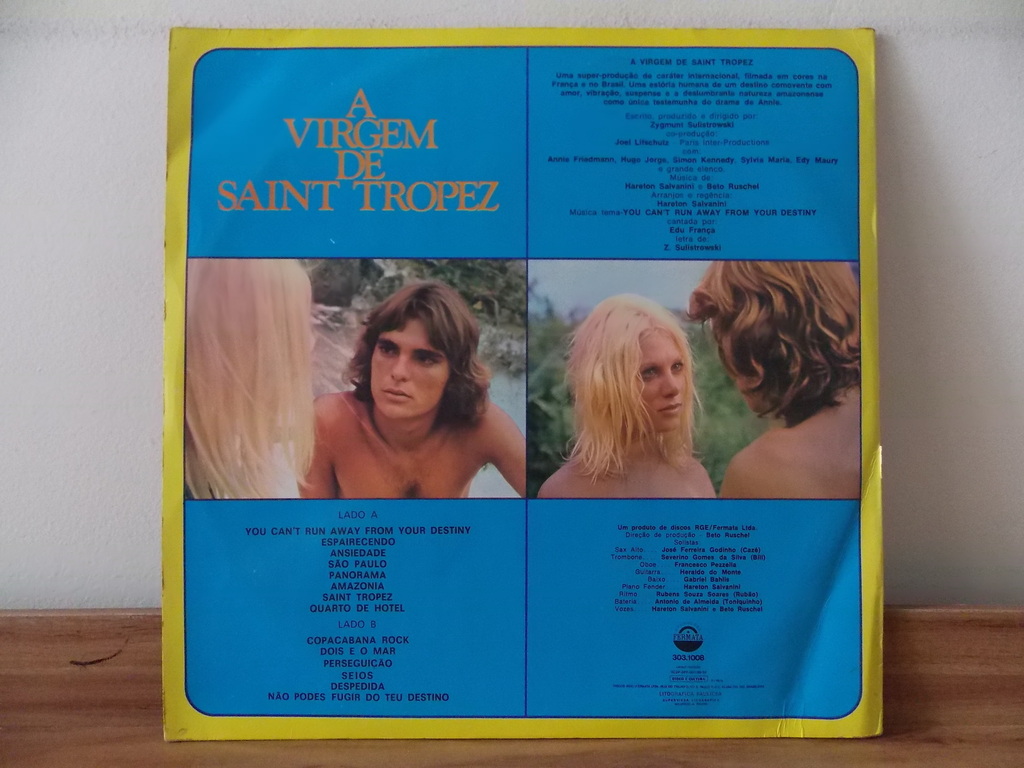 A
VIRGEM
DE
SAINT TROPEZ
A VIRGEM DE SAINT TROPEZ
Uma super-produção de caráter internacional, filmada em cores na
França e no Brasil. Uma estória humana de um destino comovente com
amor, vibração, suspense e a deslumbrante natureza amazonense
como única testemunha do drama de Annie.
Escrito, produzido e dirigido por:
Zygmunt Sulistrowski
co-produção:
Joel Lifschutz - Paris Inter-Productions
com:
Annie Friedmann, Hugo Jorge, Simon Kennedy, Sylvia Maria, Edy Maury
e grande elenco.
Música de:
Hareton Salvanini e Beto Ruschel
Arranjos e regência:
Hareton Salvanini
Música tema-YOU CAN'T RUN AWAY FROM YOUR DESTINY
cantada por:
Edu França
letra de:
Z. Sulistrowski
LADO A
YOU CAN'T RUN AWAY FROM YOUR DESTINY
ESPAIRECENDO
ANSIEDADE
SÃO PAULO
PANORAMA
AMAZONIA
SAINT TROPEZ
QUARTO DE HOTEL
LADO B
COPACABANA ROCK
DOIS E O MAR
PERSEGUIÇÃO
SEIOS
DESPEDIDA
NÃO PODES FUGIR DO TEU DESTINO
Um produto de discos RGE/Fermata Ltda.
Direção de produção - Beto Ruschel
Solistas:
Sax Alto.... José Ferreira Godinho (Casé)
Trombone.... Severino Gomes da Silva (Bill)
Oboe.... Francesco Pezzella
Guitarra.... Heraldo do Monte
Baixo.... Gabriel Bahlis
Piano Fender.... Hareton Salvanini
Ritmo.... Rubens Souza Soares (Rubão)
Bateria.... Antonio de Almeida (Toniquinho)
Vozes.... Hareton Salvanini e Beto Ruschel
FERMATA
303.1008